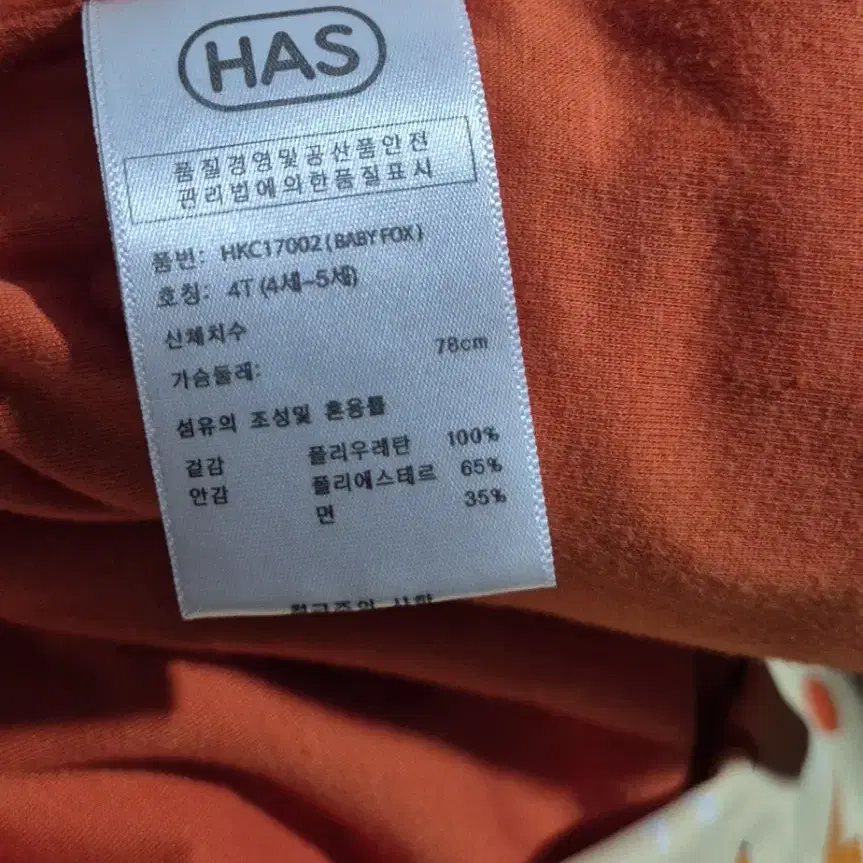 HAS
품질경영및공산품안전
관리법에의한품질표시
품번: HKC17002(BABY FOX)
호칭: 4T (4세~5세)
신체치수
가슴둘레: 78cm
섬유의 조성및 혼용률
겉감 폴리우레탄 100%
안감 폴리에스테르 65%
면 35%